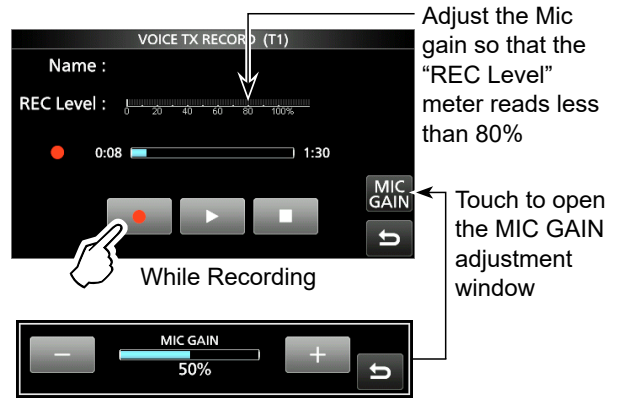 VOICE TX RECORD (T1)
Name :
REC Level :
0 20 40 60 80 100%
0:08 1:30
MIC
GAIN
While Recording
Adjust the Mic
gain so that the
“REC Level”
meter reads less
than 80%
Touch to open
the MIC GAIN
adjustment
window
MIC GAIN
− +
50%